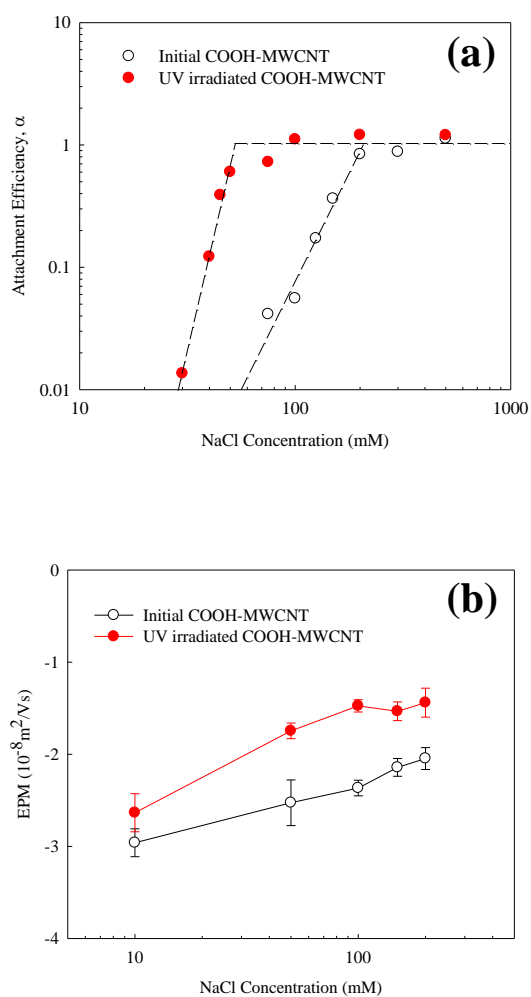 (a)
Initial COOH-MWCNT
UV irradiated COOH-MWCNT
Attachment Efficiency, α
10
1
0.1
0.01
10
100
1000
NaCl Concentration (mM)
(b)
Initial COOH-MWCNT
UV irradiated COOH-MWCNT
EPM (10-8m2/Vs)
0
-1
-2
-3
-4
10
100
NaCl Concentration (mM)